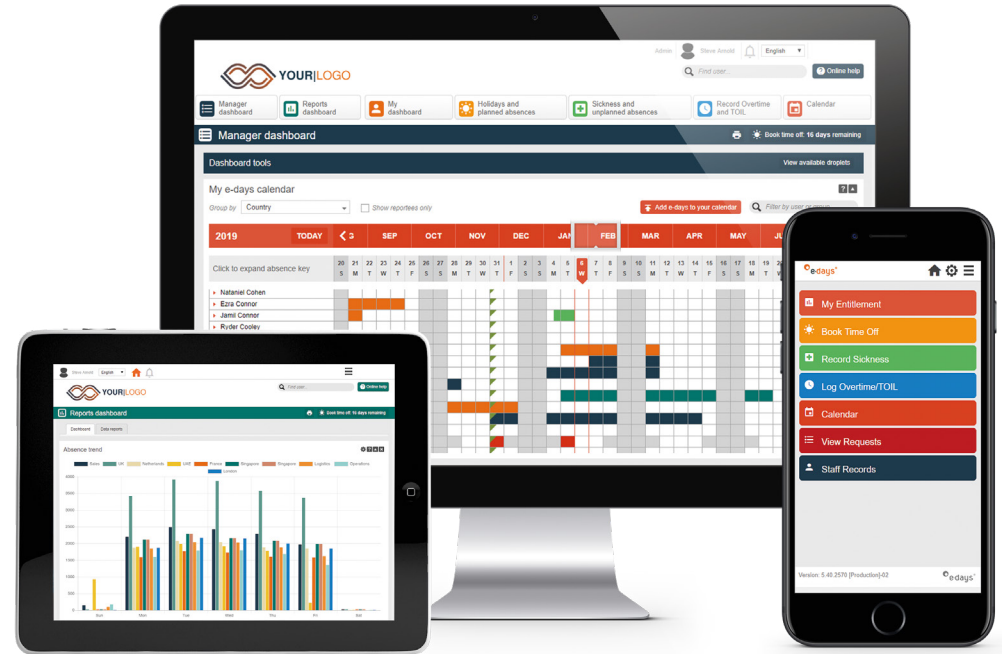 Admin Steve Arnold English
YOUR|LOGO
Find user... Online help
Manager dashboard
Reports dashboard
My dashboard
Holidays and planned absences
Sickness and unplanned absences
Record Overtime and TOIL
Calendar
Manager dashboard
Book time off: 16 days remaining
Dashboard tools
View available droplets
My e-days calendar
Group by Country
Show reportees only
Add e-days to your calendar
Filter by user or group
2019 TODAY 3 SEP OCT NOV DEC JAN FEB MAR APR MAY
Click to expand absence key
20 21 22 23 24 25 26 27 28 29 30 31 1 2 3 4 5 6 7 8 9 10 11 12 13 14 15 16 17 18 19
S M T W T F S S M T W T F S S M T W T F S S M T W T F S S M T
Nataniel Cohen
Ezra Connor
Jamil Connor
Ryder Cooley
Steve Arnold English
YOUR|LOGO
Find user Online help
Reports dashboard
Book time off: 16 days remaining
Dashboard Data reports
Absence trend
Sales UK Netherlands UAE France Singapore Singapore Logistics Operations
London
500
0
Sun Mon Tue Wed Thu Fri Sat
e-days
My Entitlement
Book Time Off
Record Sickness
Log Overtime/TOIL
Calendar
View Requests
Staff Records
Version: 5.40.2570 [Production]-02
e-days